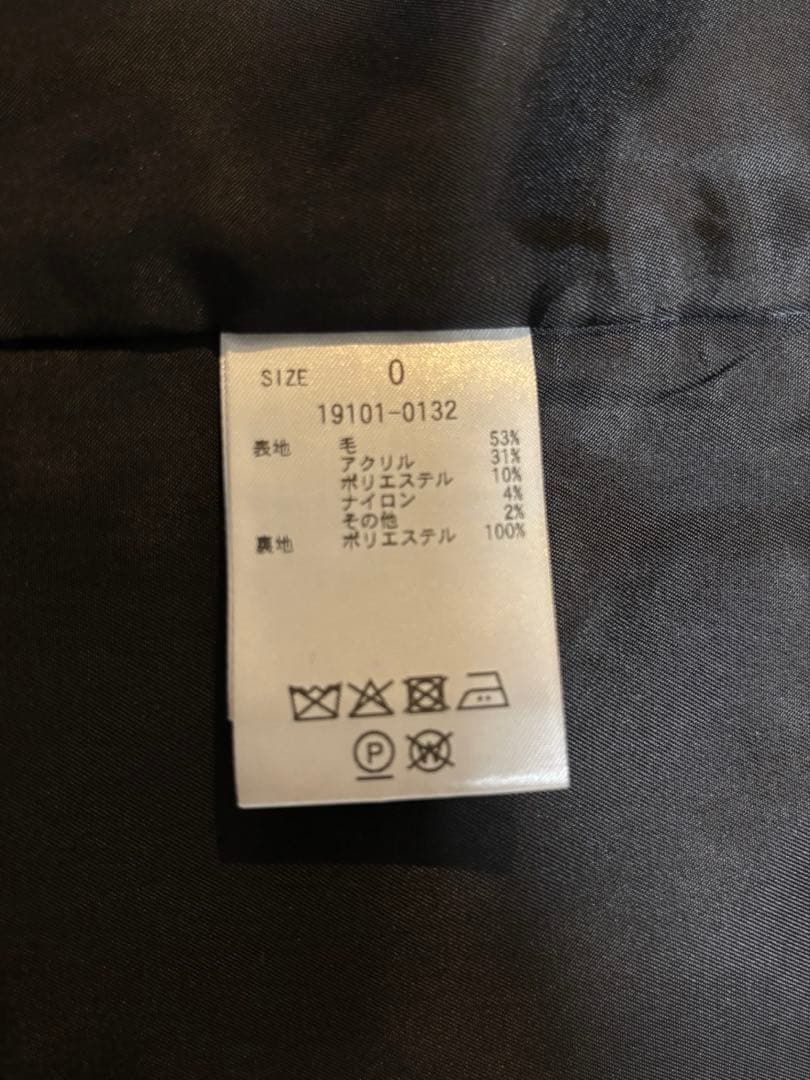 SIZE 0
19101-0132
表地 毛 53%
アクリル 31%
ポリエステル 10%
ナイロン 4%
その他 2%
裏地 ポリエステル 100%
P W